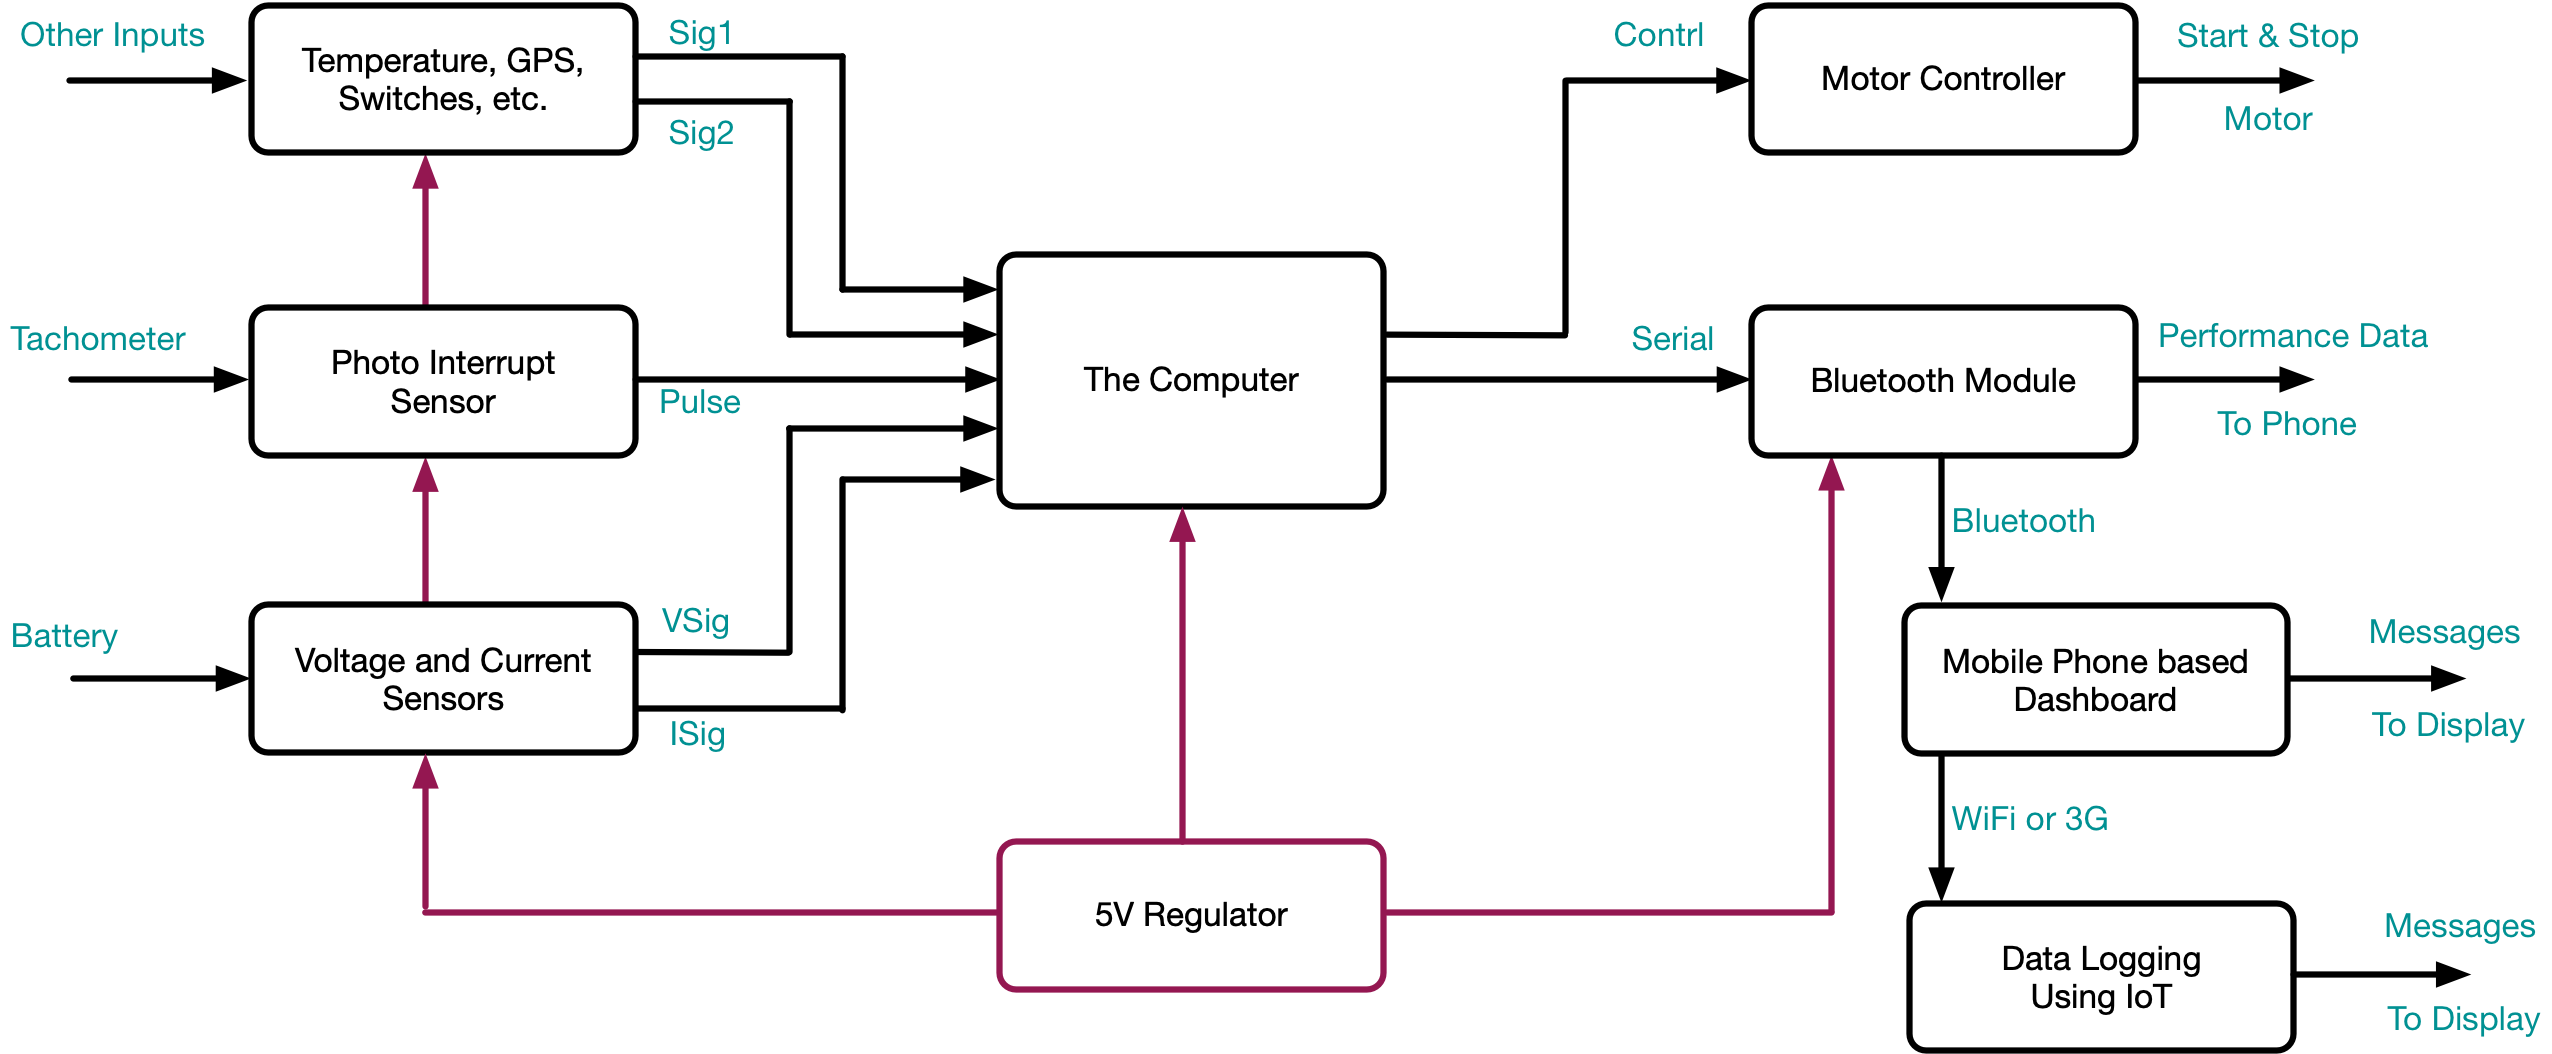 Other Inputs
Temperature, GPS,
Switches, etc.
Sig1
Sig2
Contrl
Motor Controller
Start & Stop
Motor
Tachometer
Photo Interrupt
Sensor
Pulse
The Computer
Serial
Bluetooth Module
Performance Data
To Phone
Bluetooth
Battery
Voltage and Current
Sensors
VSig
ISig
Mobile Phone based
Dashboard
Messages
To Display
WiFi or 3G
5V Regulator
Data Logging
Using IoT
Messages
To Display